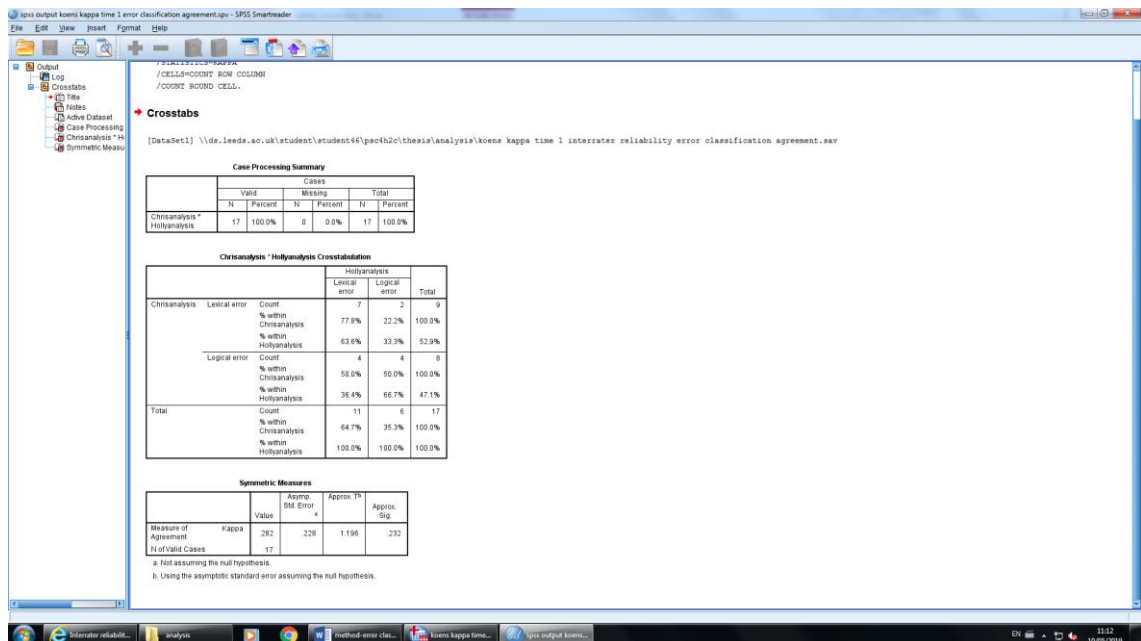 spss output koens kappa time 1 error classification agreement.spv - SPSS Smartreader
File Edit View Insert Format Help
Output
Log
Crosstabs
Title
Notes
Active Dataset
Case Processing
Chrisanalysis * H
Symmetric Measu
/STATISTICS=KAPPA
/CELLS=COUNT ROW COLUMN
/COUNT ROUND CELL.
Crosstabs
[DataSet1] \\ds.leeds.ac.uk\student\student46\psc4h2c\thesis\analysis\koens kappa time 1 interrater reliability error classification agreement.sav
Case Processing Summary
Cases
Valid Missing Total
N Percent N Percent N Percent
Chrisanalysis *
Hollyanalysis 17 100.0% 0 0.0% 17 100.0%
Chrisanalysis * Hollyanalysis Crosstabulation
Hollyanalysis
Lexical error Logical error Total
Chrisanalysis Lexical error Count 7 2 9
% within Chrisanalysis 77.8% 22.2% 100.0%
% within Hollyanalysis 63.6% 33.3% 52.9%
Logical error Count 4 4 8
% within Chrisanalysis 50.0% 50.0% 100.0%
% within Hollyanalysis 36.4% 66.7% 47.1%
Total Count 11 6 17
% within Chrisanalysis 64.7% 35.3% 100.0%
% within Hollyanalysis 100.0% 100.0% 100.0%
Symmetric Measures
Value Asymp. Std. Error a Approx. Tb Approx. Sig.
Measure of Agreement Kappa .282 .228 1.196 .232
N of Valid Cases 17
a. Not assuming the null hypothesis.
b. Using the asymptotic standard error assuming the null hypothesis.
Interrater reliabilit... analysis method-error clas... koens kappa time... spss output koens... EN 11:12
10/05/2019